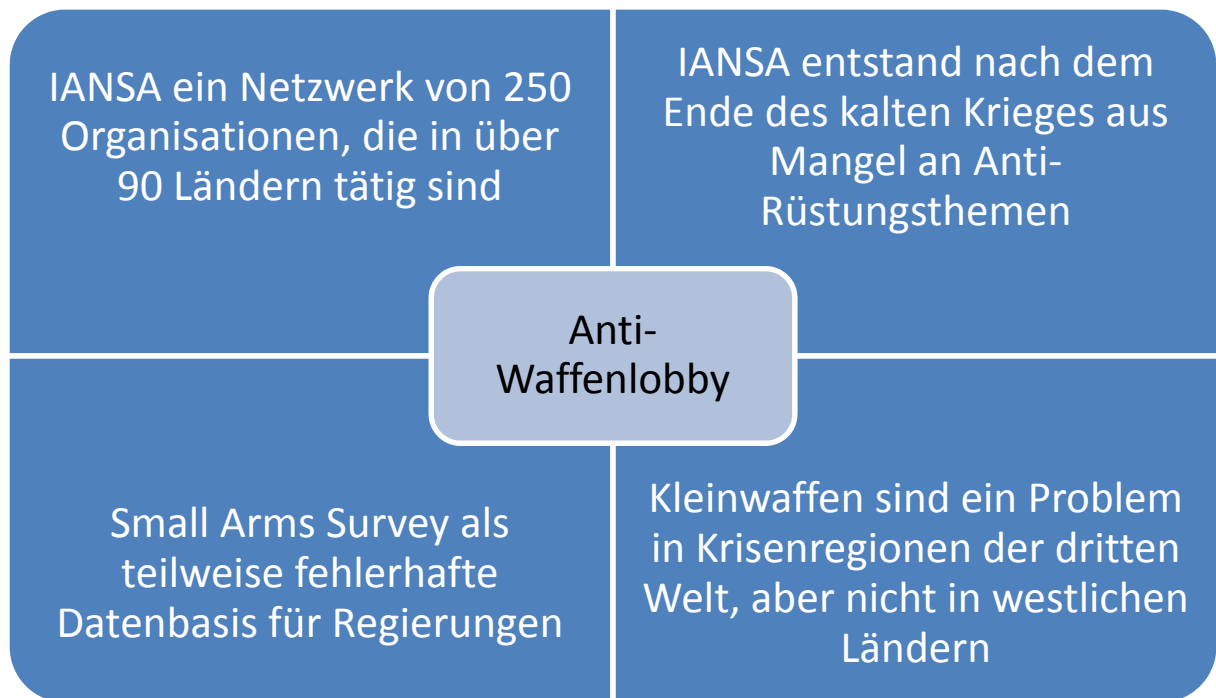 IANSA ein Netzwerk von 250
Organisationen, die in über
90 Ländern tätig sind
IANSA entstand nach dem
Ende des kalten Krieges aus
Mangel an Anti-
Rüstungsthemen
Anti-
Waffenlobby
Small Arms Survey als
teilweise fehlerhafte
Datenbasis für Regierungen
Kleinwaffen sind ein Problem
in Krisenregionen der dritten
Welt, aber nicht in westlichen
Ländern